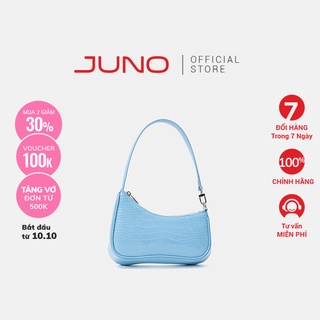 JUNO
OFFICIAL
STORE
MUA 2 GIẢM
30%
VOUCHER
100K
TẶNG VỚ
ĐƠN TỪ
500K
Bắt đầu
từ 10.10
7
ĐỔI HÀNG
Trong 7 Ngày
100%
CHÍNH HÃNG
Tư vấn
MIỄN PHÍ